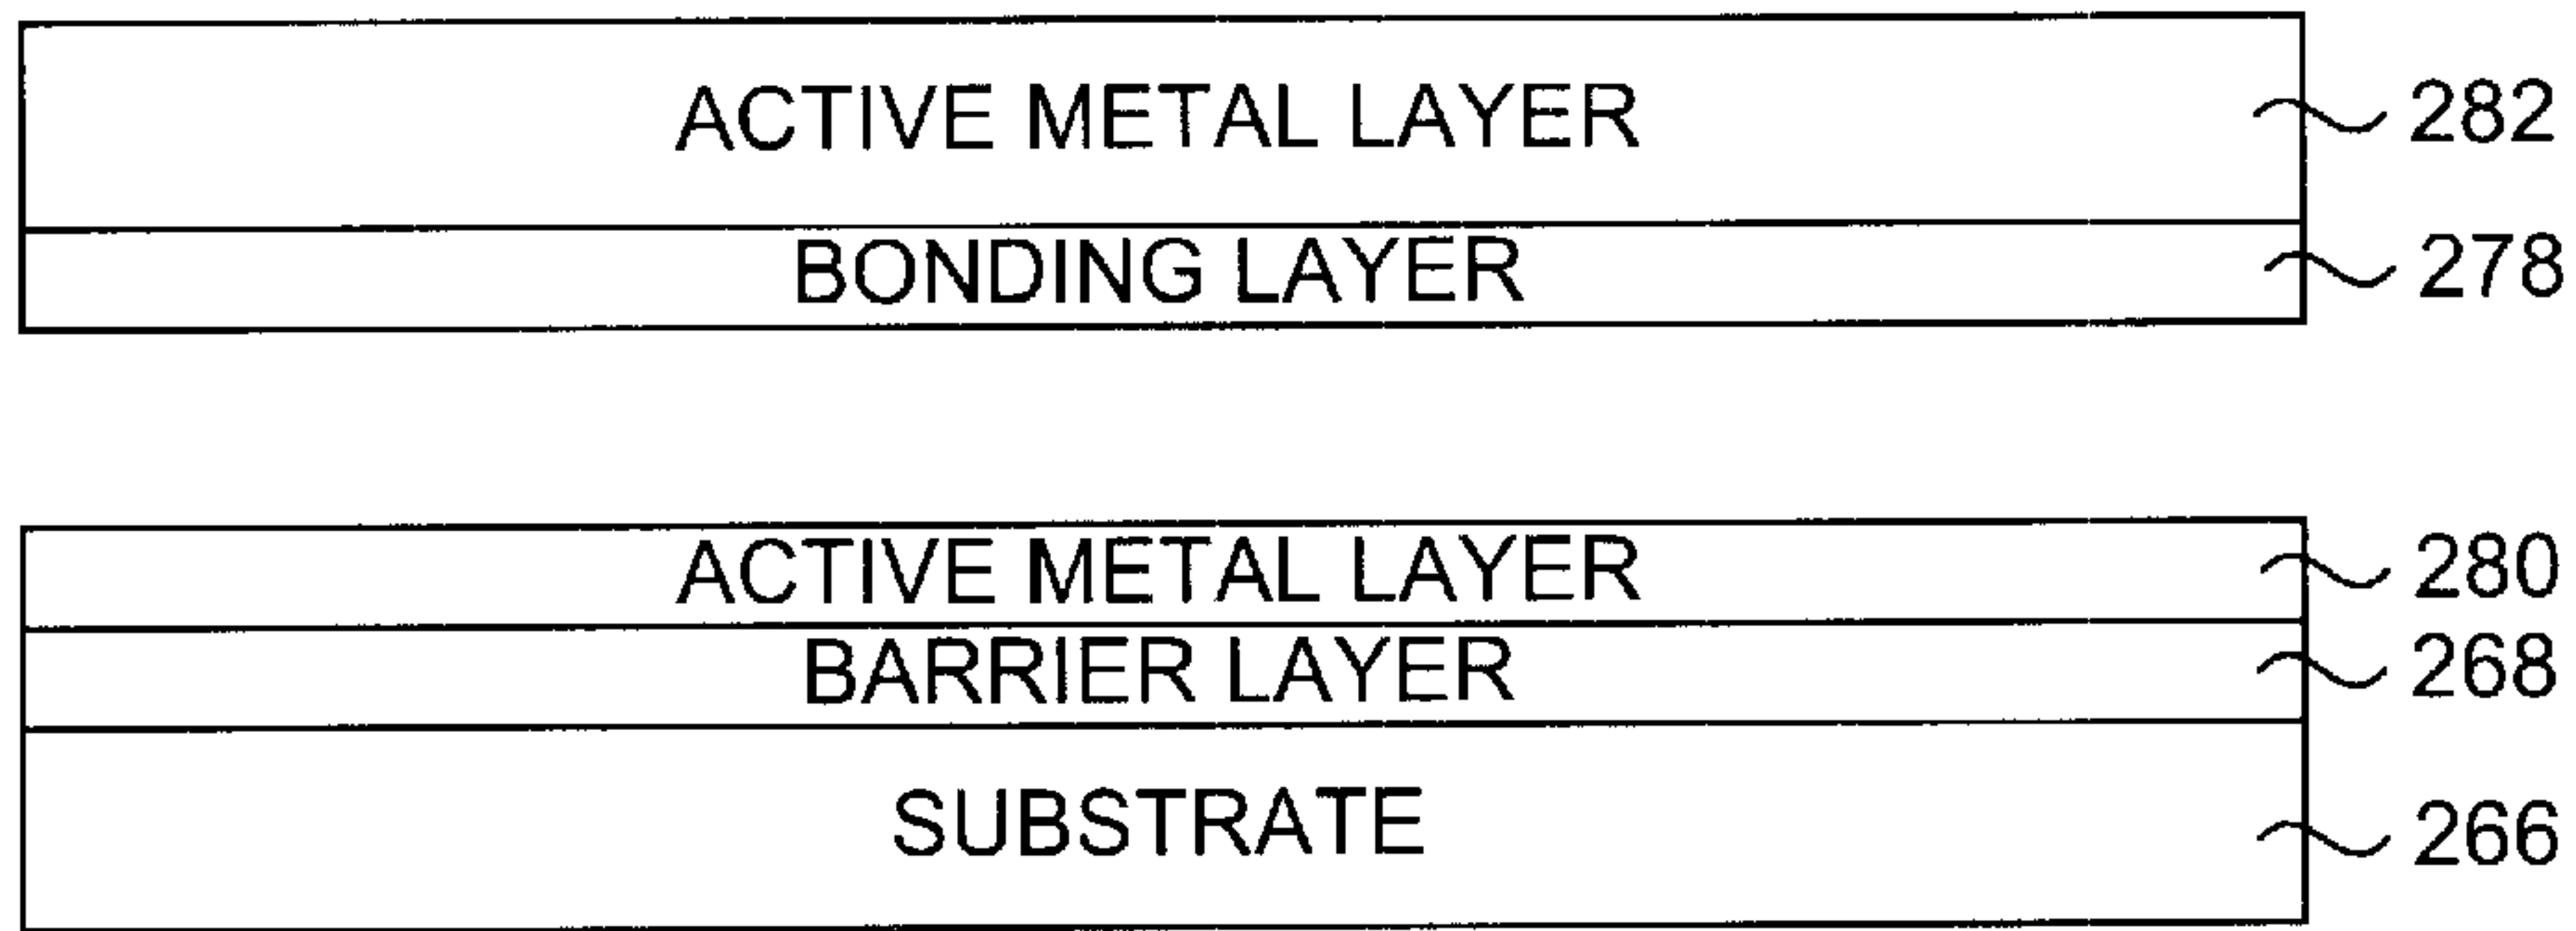 ACTIVE METAL LAYER 282
BONDING LAYER 278
ACTIVE METAL LAYER 280
BARRIER LAYER 268
SUBSTRATE 266